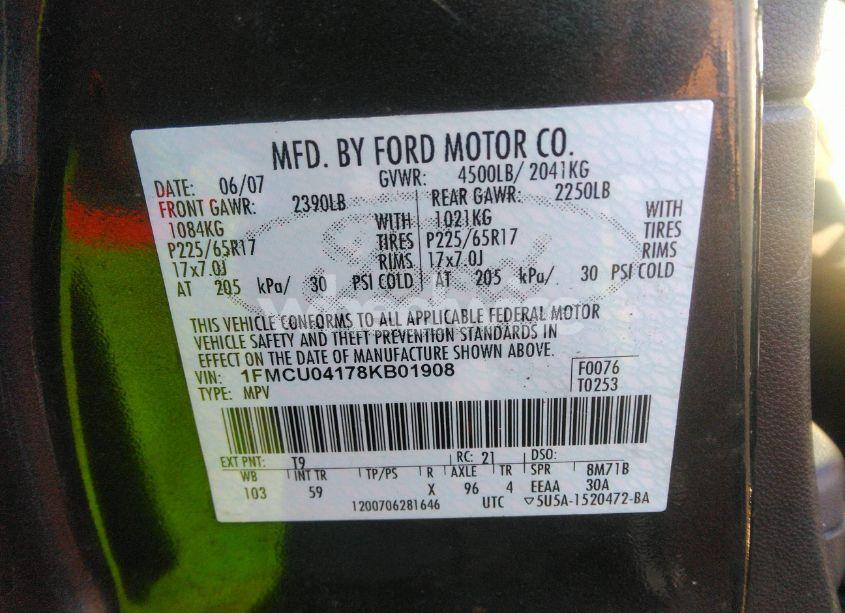 MFD. BY FORD MOTOR CO.
DATE: 06/07 GVWR: 4500LB/ 2041KG
FRONT GAWR: 2390LB REAR GAWR: 2250LB
1084KG WITH 1021KG WITH
P225/65R17 TIRES P225/65R17 TIRES
17x7.0J RIMS 17x7.0J RIMS
AT 205 kPa/ 30 PSI COLD AT 205 kPa/ 30 PSI COLD
THIS VEHICLE CONFORMS TO ALL APPLICABLE FEDERAL MOTOR
VEHICLE SAFETY AND THEFT PREVENTION STANDARDS IN
EFFECT ON THE DATE OF MANUFACTURE SHOWN ABOVE.
VIN: 1FMCU04178KB01908 F0076
TYPE: MPV T0253
EXT PNT: T9 RC: 21 DSO:
WB INT TR TP/PS R AXLE TR SPR 8M71B
103 59 X 96 4 EEAA 30A
1200706281646 UTC ▽5U5A-1520472-BA